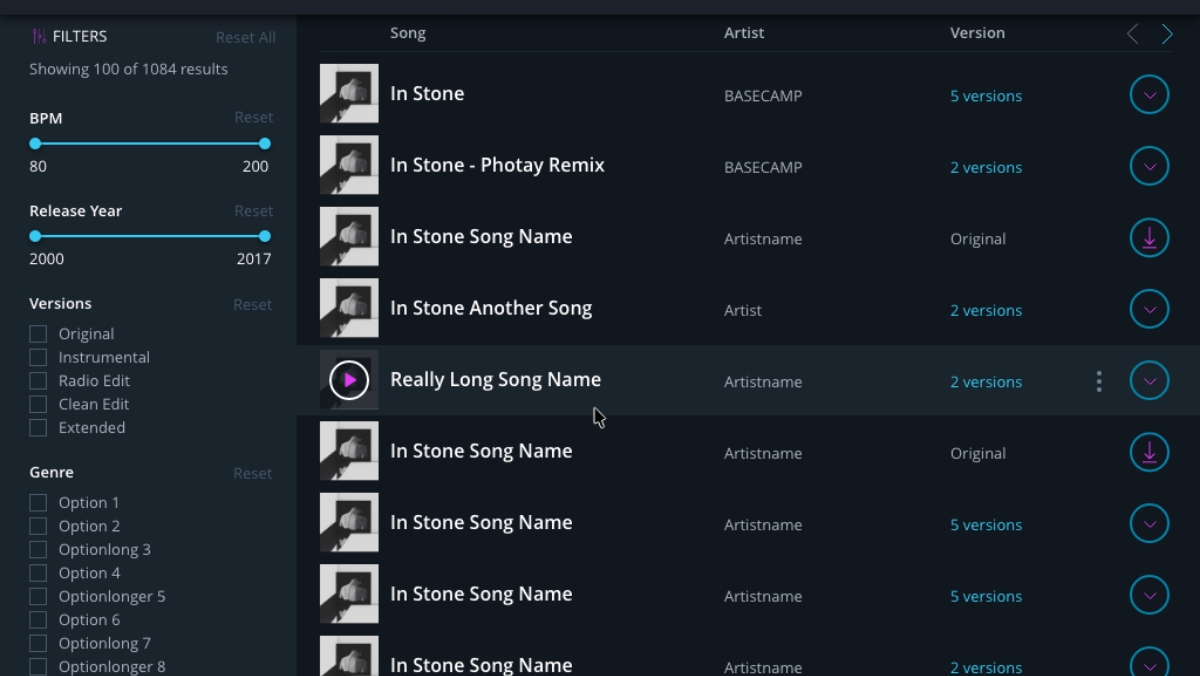 FILTERS Reset All
Showing 100 of 1084 results
BPM Reset
80 200
Release Year Reset
2000 2017
Versions Reset
Original
Instrumental
Radio Edit
Clean Edit
Extended
Genre Reset
Option 1
Option 2
Optionlong 3
Option 4
Optionlonger 5
Option 6
Optionlong 7
Optionlonger 8
Song Artist Version
In Stone BASECAMP 5 versions
In Stone - Photay Remix BASECAMP 2 versions
In Stone Song Name Artistname Original
In Stone Another Song Artist 2 versions
Really Long Song Name Artistname 2 versions
In Stone Song Name Artistname Original
In Stone Song Name Artistname 5 versions
In Stone Song Name Artistname 5 versions
In Stone Song Name Artistname 2 versions